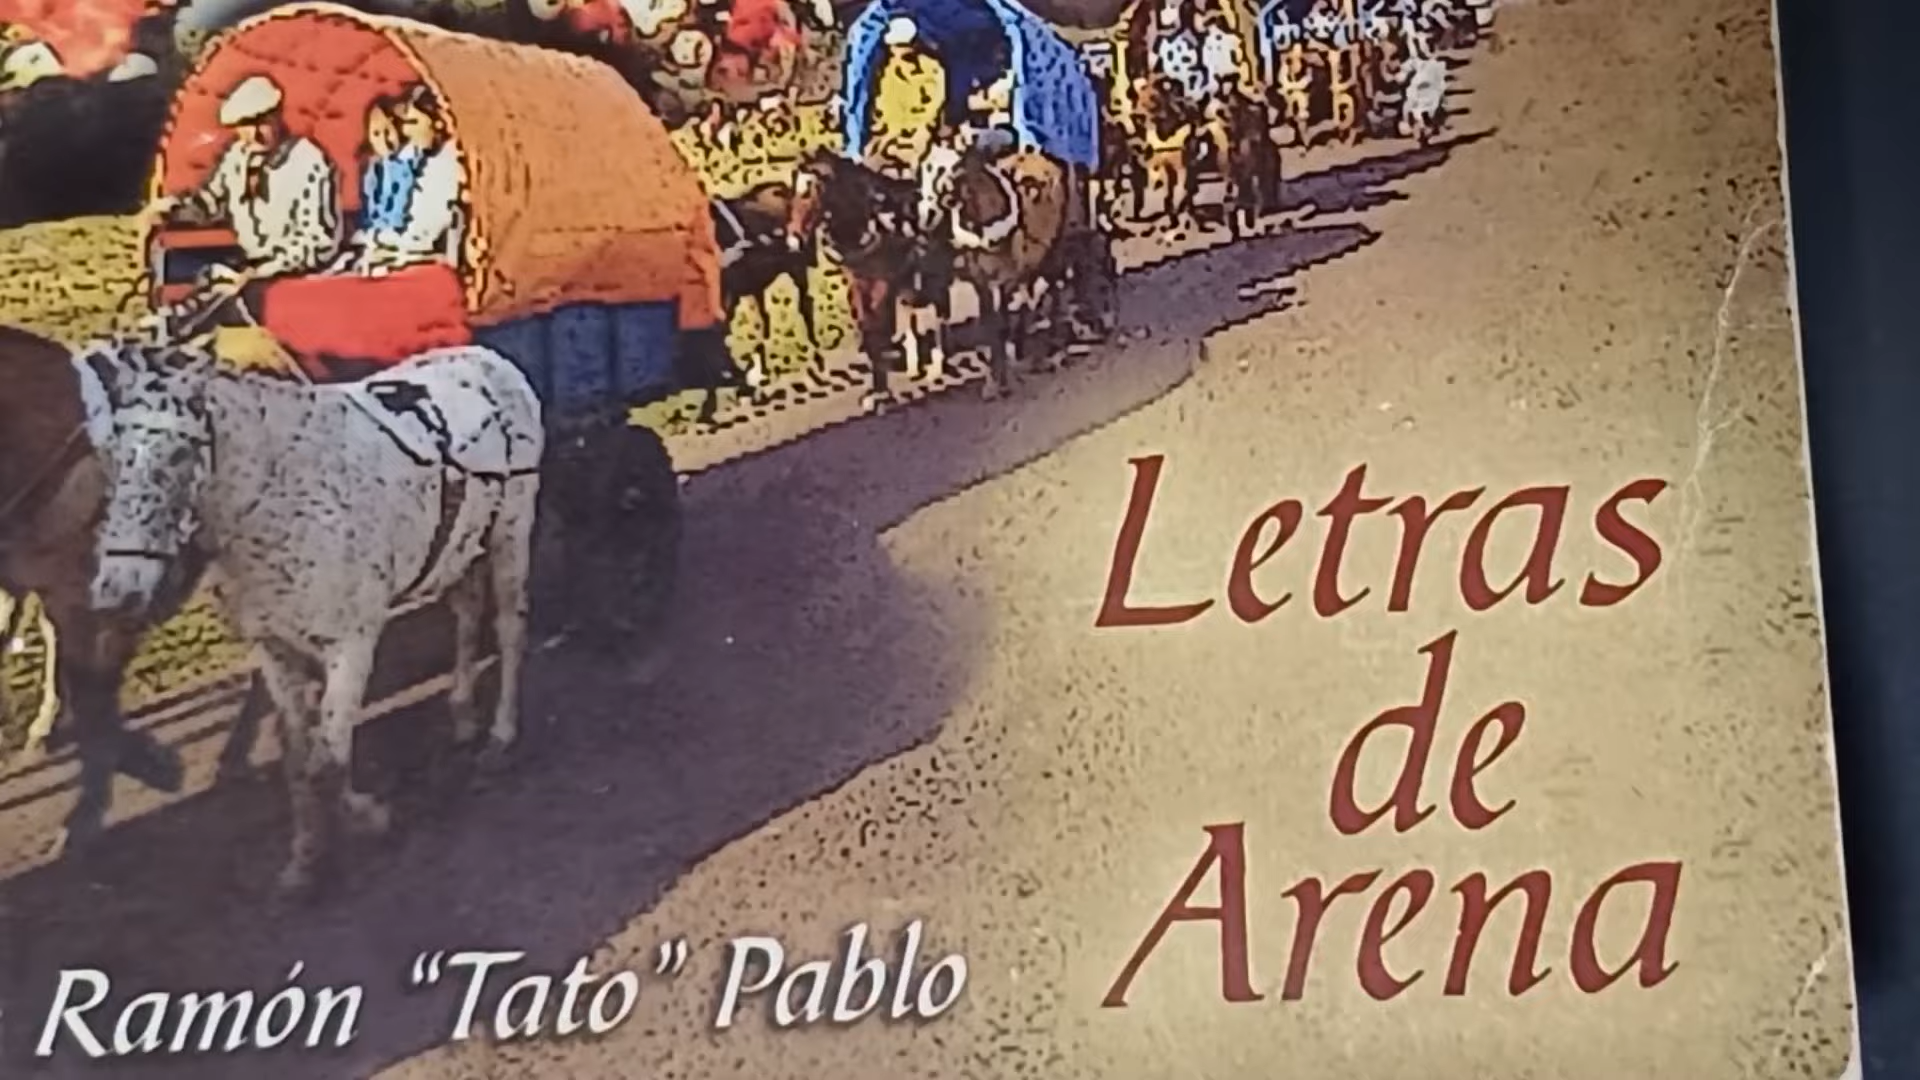 Letras
de
Arena
Ramón “Tato” Pablo